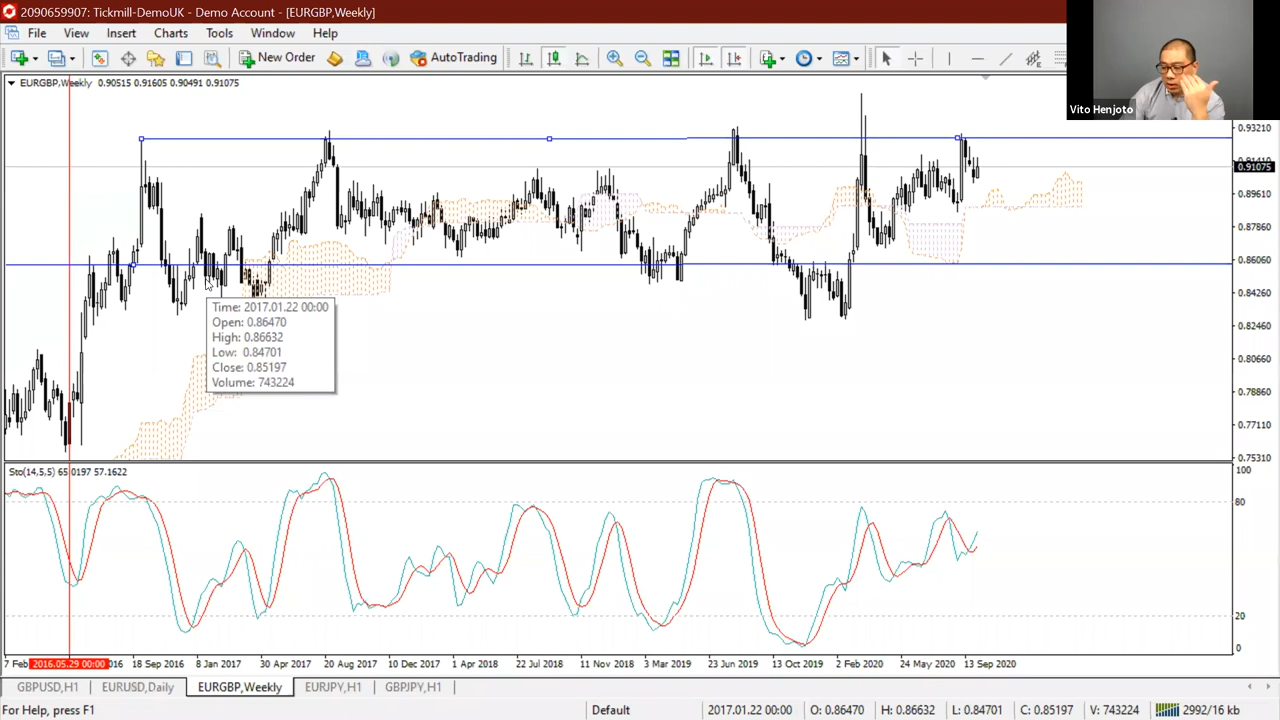 2090659907: Tickmill-DemoUK - Demo Account - [EURGBP,Weekly]
File View Insert Charts Tools Window Help
New Order AutoTrading
Vito Henjoto
EURGBP,Weekly 0.90515 0.91605 0.90491 0.91075
0.93210
0.91075
0.89610
0.87860
0.86065
0.84260
0.82460
0.80660
0.78860
0.77110
0.75310
Time: 2017.01.22 00:00
Open: 0.86470
High: 0.86632
Low: 0.84701
Close: 0.85197
Volume: 743224
Sto(14,5,5) 65.0197 57.1622
100
80
20
0
7 Feb 2016.05.29 00:00 016 18 Sep 2016 8 Jan 2017 30 Apr 2017 20 Aug 2017 10 Dec 2017 1 Apr 2018 22 Jul 2018 11 Nov 2018 3 Mar 2019 23 Jun 2019 13 Oct 2019 2 Feb 2020 24 May 2020 13 Sep 2020
GBPUSD,H1 EURUSD,Daily EURGBP,Weekly EURJPY,H1 GBPJPY,H1
For Help, press F1 Default 2017.01.22 00:00 O: 0.86470 H: 0.86632 L: 0.84701 C: 0.85197 V: 743224 2992/16 kb